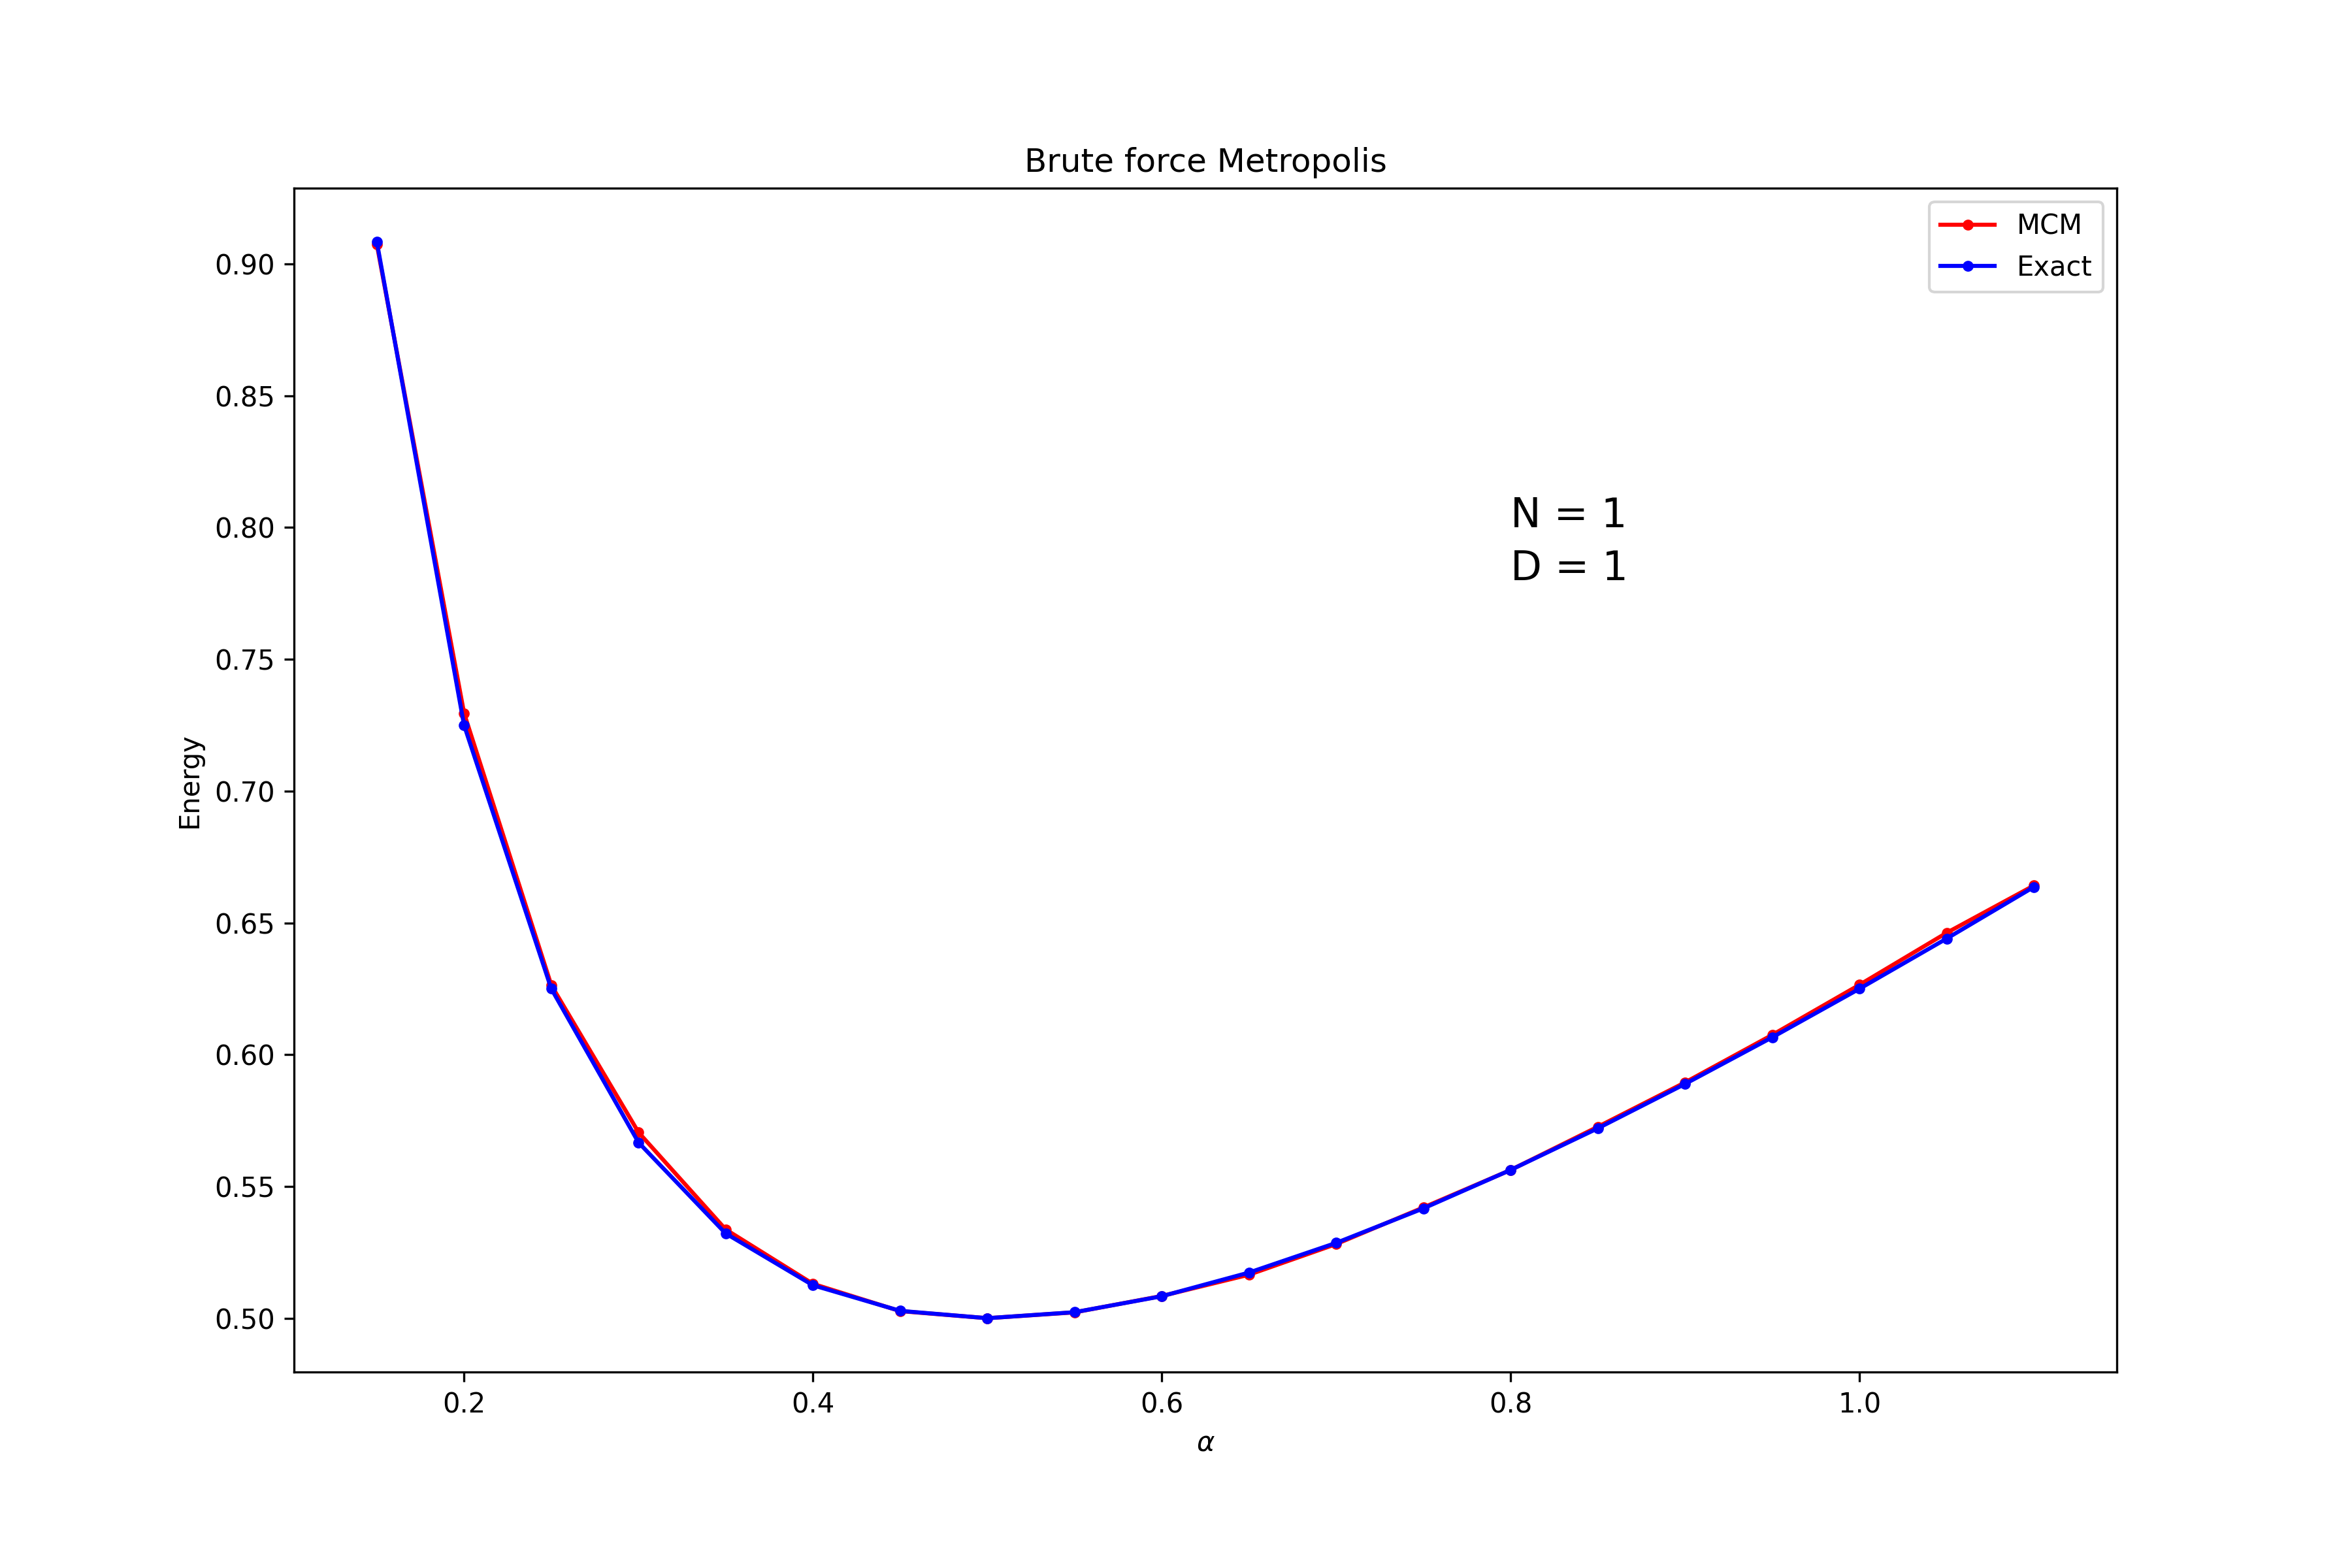 Brute force Metropolis
MCM
Exact
N = 1
D = 1
Energy
0.90
0.85
0.80
0.75
0.70
0.65
0.60
0.55
0.50
0.2
0.4
0.6
0.8
1.0
α